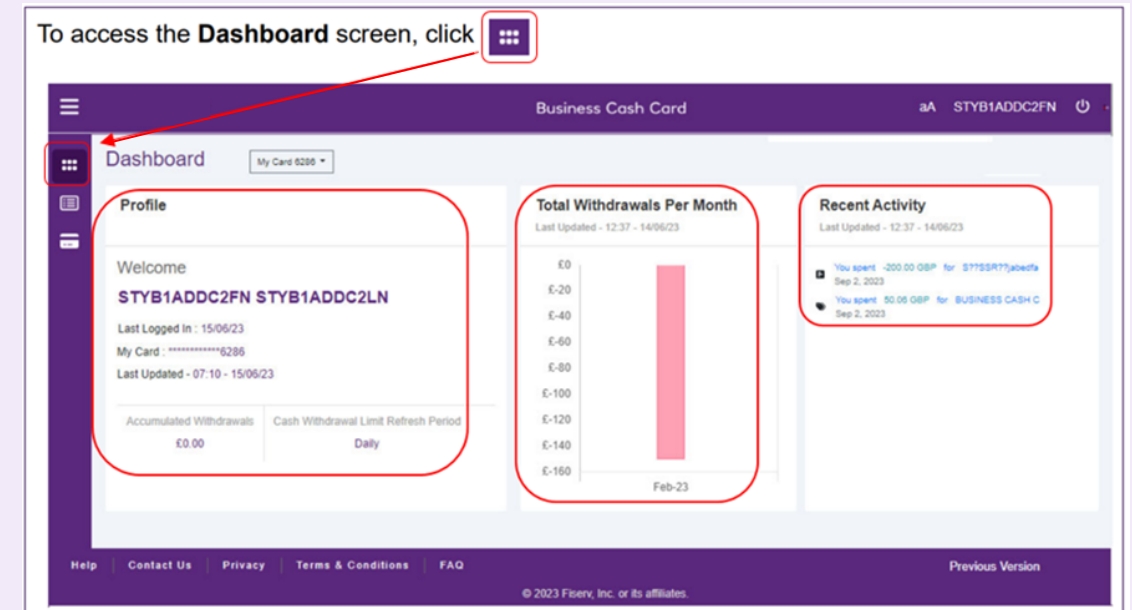 To access the Dashboard screen, click
Business Cash Card
aA STYB1ADDC2FN
Dashboard
My Card 6286
Profile
Welcome
STYB1ADDC2FN STYB1ADDC2LN
Last Logged In : 15/06/23
My Card : ************6286
Last Updated - 07:10 - 15/06/23
Accumulated Withdrawals
£0.00
Cash Withdrawal Limit Refresh Period
Daily
Total Withdrawals Per Month
Last Updated - 12:37 - 14/06/23
£0
£-20
£-40
£-60
£-80
£-100
£-120
£-140
£-160
Feb-23
Recent Activity
Last Updated - 12:37 - 14/06/23
You spent -200.00 GBP for S??SSR??jabedfa
Sep 2, 2023
You spent 50.06 GBP for BUSINESS CASH C
Sep 2, 2023
Help Contact Us Privacy Terms & Conditions FAQ
Previous Version
© 2023 Fiserv, Inc. or its affiliates.